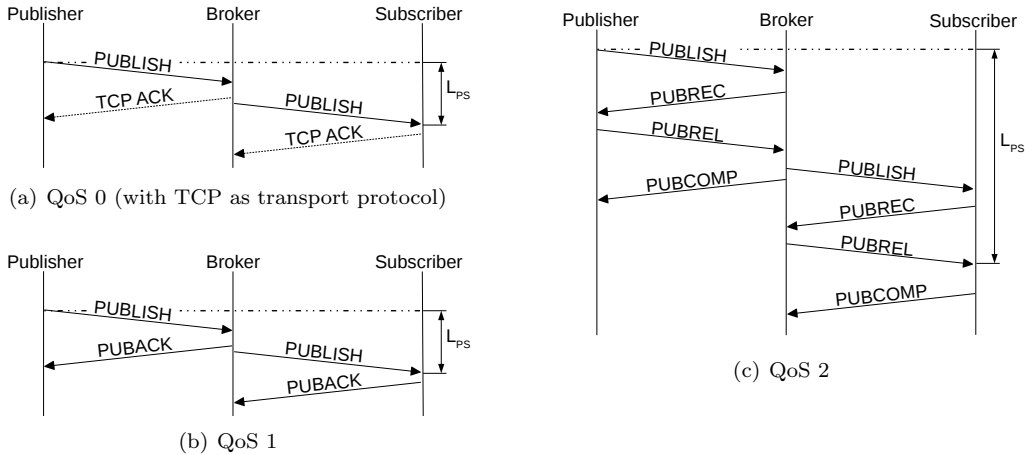 Publisher Broker Subscriber
PUBLISH
TCP ACK
PUBLISH
TCP ACK
L_PS
(a) QoS 0 (with TCP as transport protocol)
Publisher Broker Subscriber
PUBLISH
PUBACK
PUBLISH
PUBACK
L_PS
(b) QoS 1
Publisher Broker Subscriber
PUBLISH
PUBREC
PUBREL
PUBLISH
PUBCOMP
PUBREC
PUBREL
PUBCOMP
L_PS
(c) QoS 2